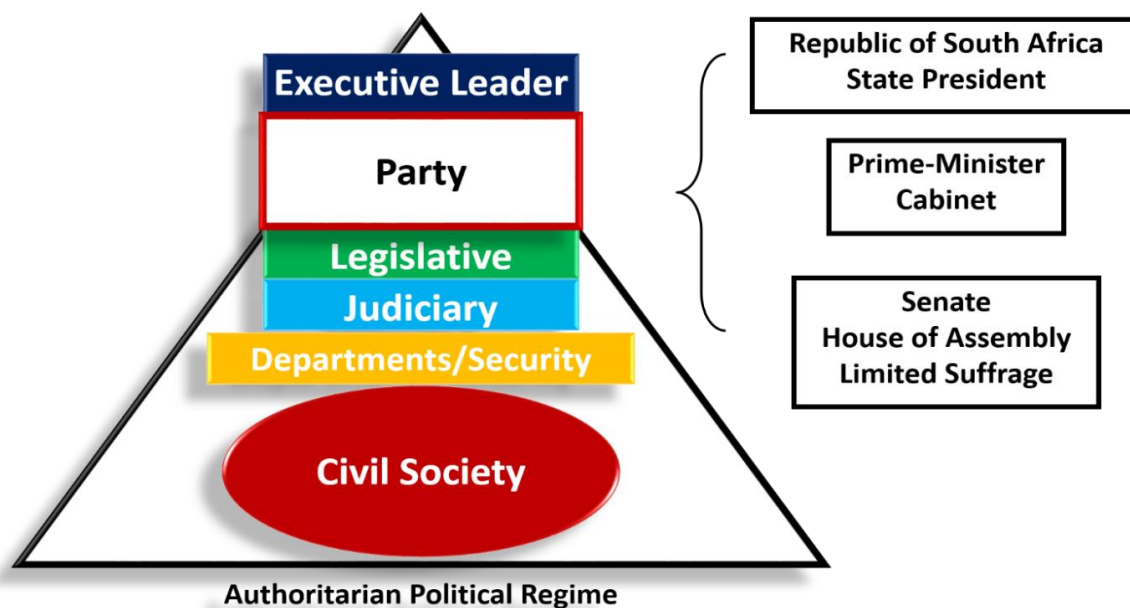 Executive Leader
Party
Legislative
Judiciary
Departments/Security
Civil Society
Authoritarian Political Regime
Republic of South Africa
State President
Prime-Minister
Cabinet
Senate
House of Assembly
Limited Suffrage